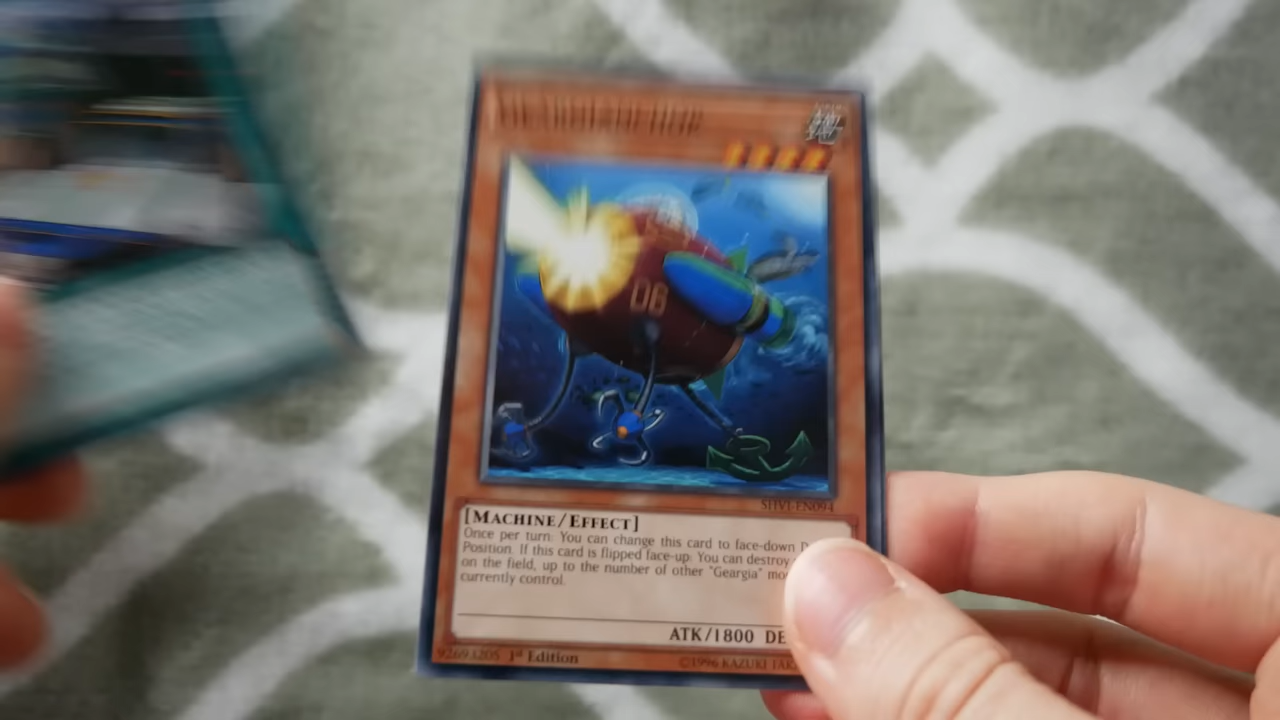 DB
SHVI-EN094
[MACHINE/EFFECT]
Once per turn: You can change this card to face-down
Position. If this card is flipped face-up: You can destroy
on the field, up to the number of other "Geargia"
currently control.
ATK/1800 DE
92693205 1st Edition
©1996 KAZUKI